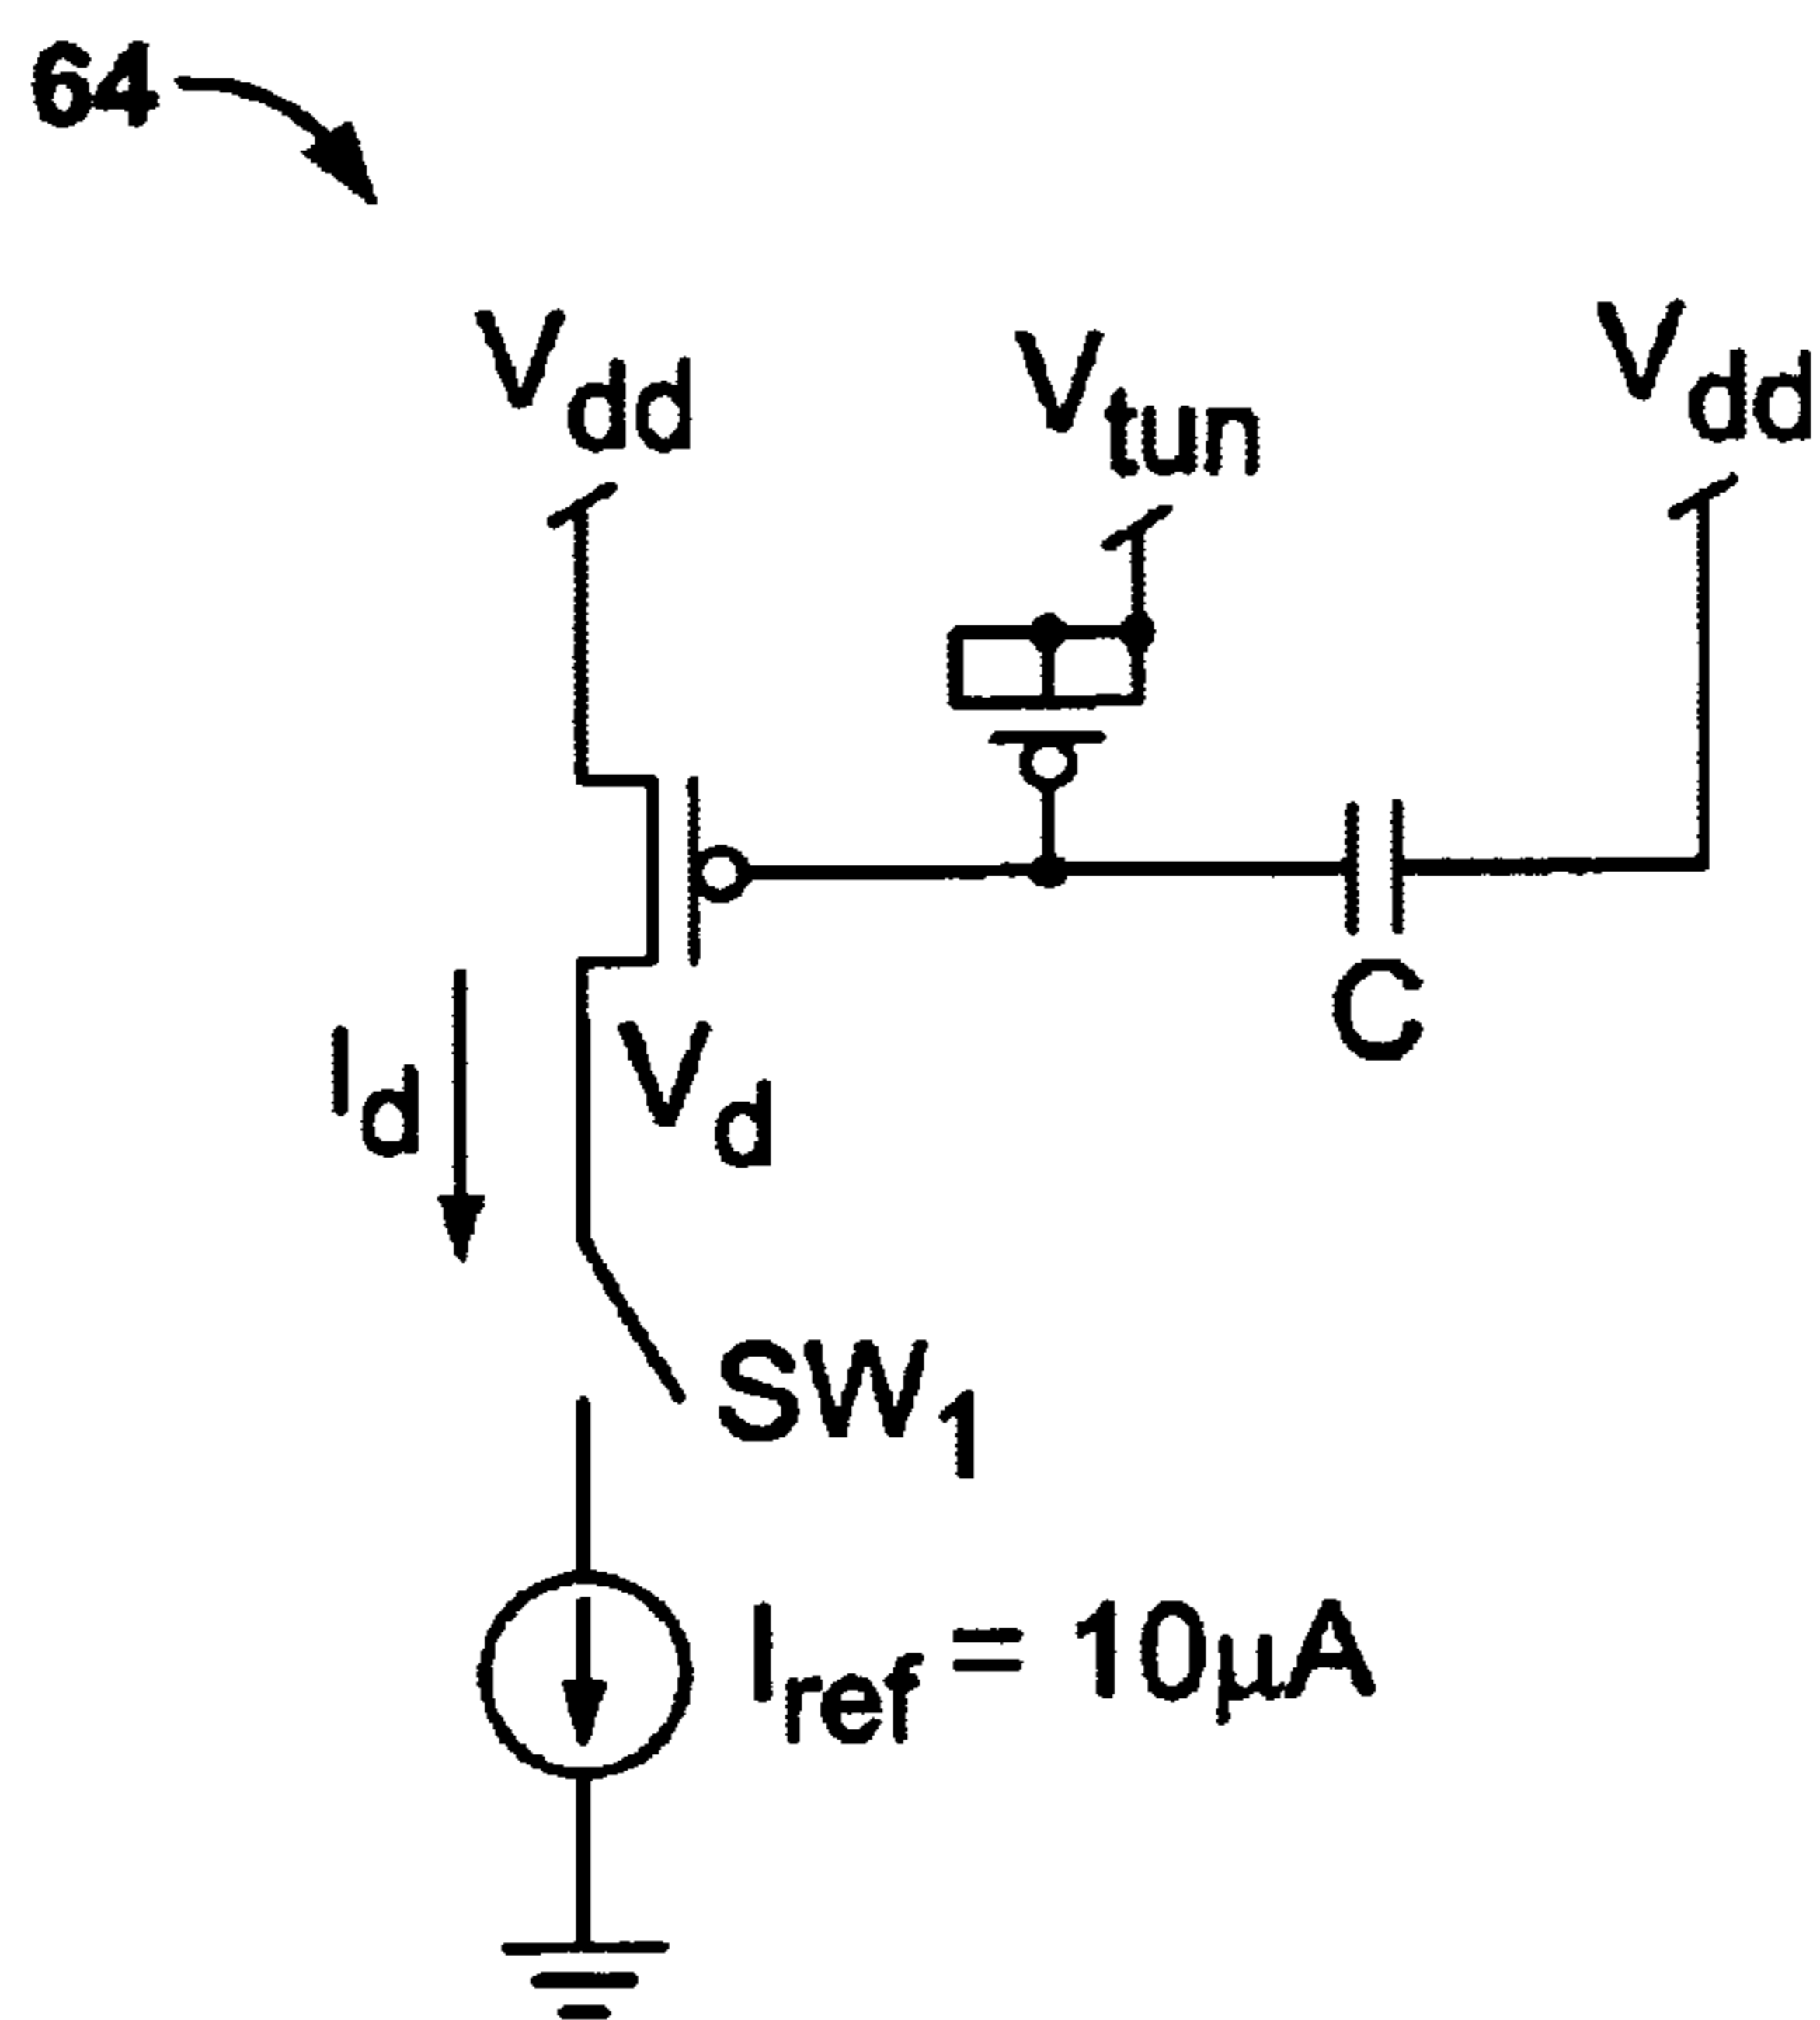 64
Vdd
Vtun
Vdd
Id
Vd
C
SW1
Iref = 10µA